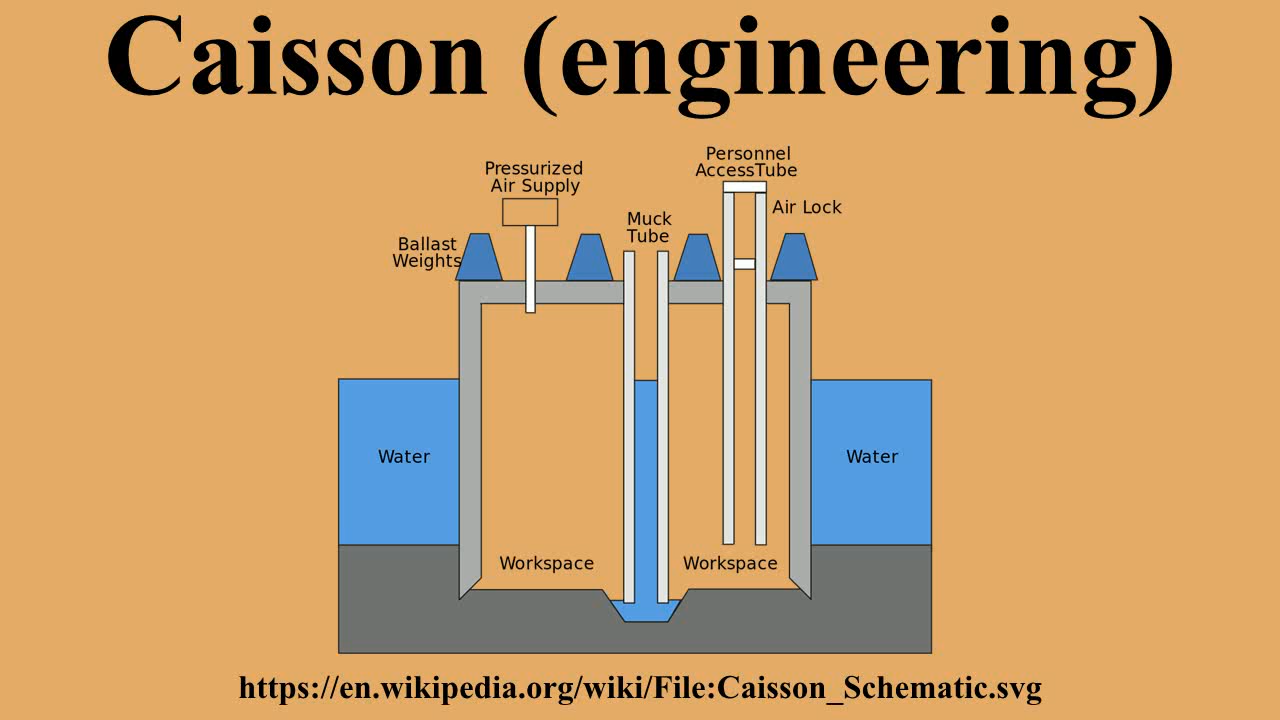 Caisson (engineering)
Personnel
AccessTube
Pressurized
Air Supply
Air Lock
Muck
Tube
Ballast
Weights
Water
Water
Workspace
Workspace
https://en.wikipedia.org/wiki/File:Caisson_Schematic.svg